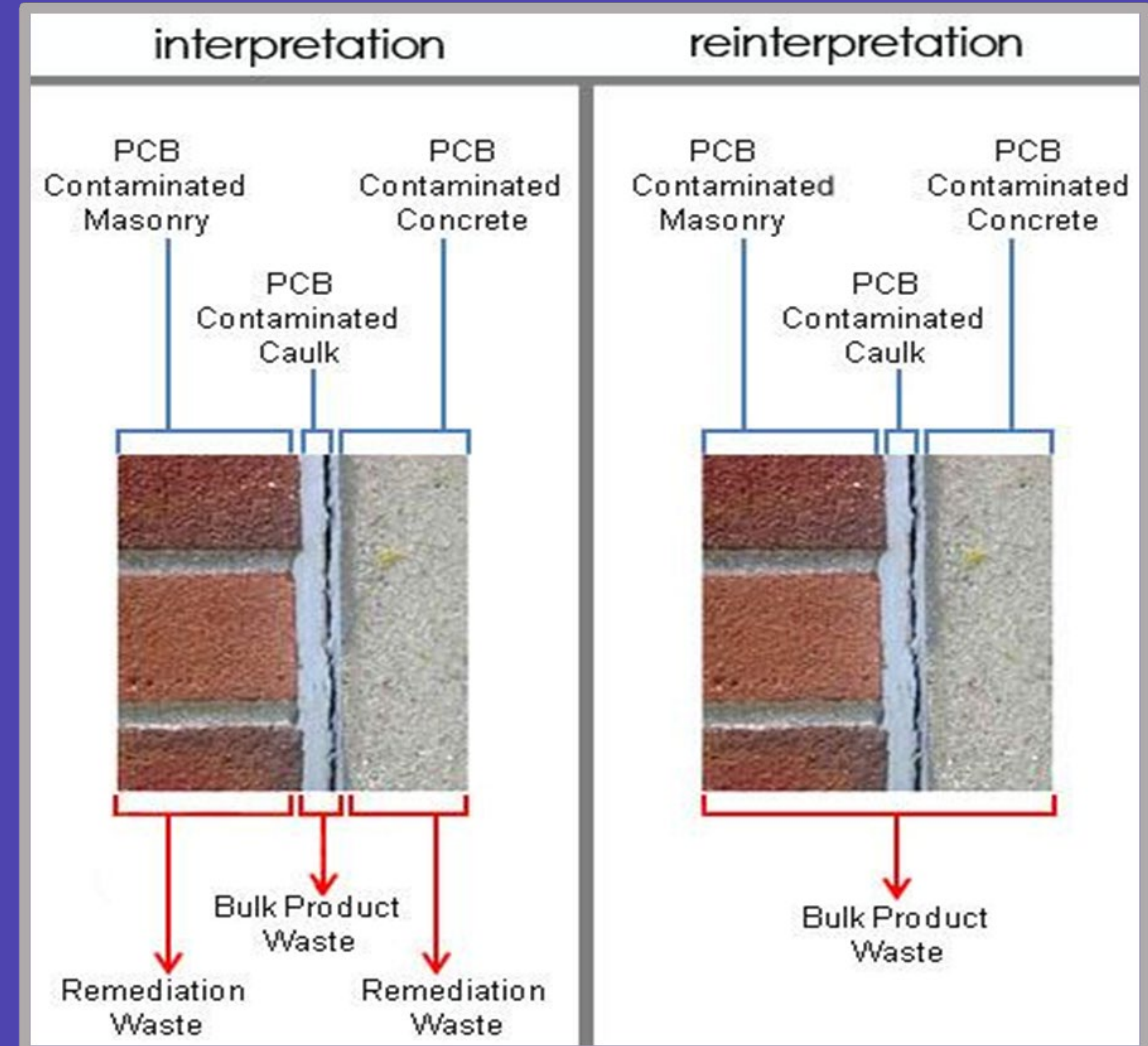 interpretation
reinterpretation
PCB
Contaminated
Masonry
PCB
Contaminated
Concrete
PCB
Contaminated
Caulk
Bulk Product
Waste
Remediation
Waste
Remediation
Waste
PCB
Contaminated
Masonry
PCB
Contaminated
Concrete
PCB
Contaminated
Caulk
Bulk Product
Waste